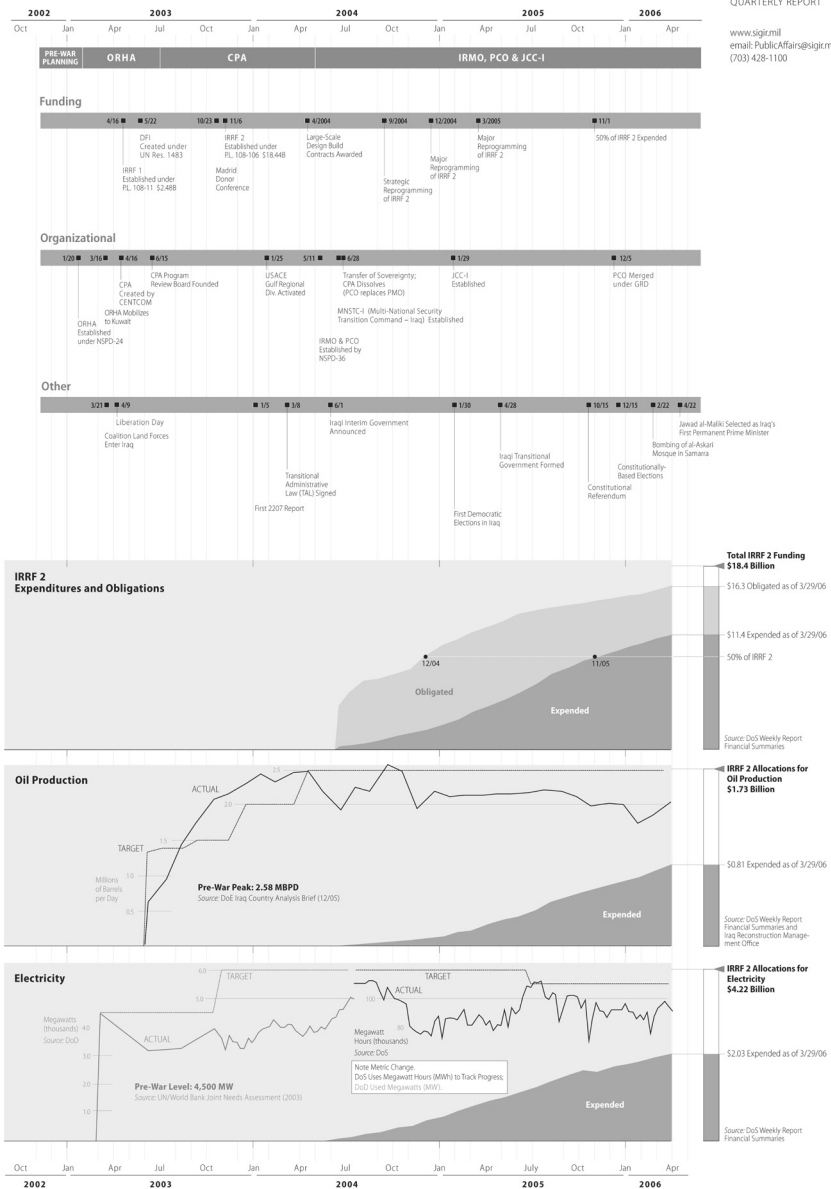 QUARTERLY REPORT
www.sigir.mil
email: PublicAffairs@sigir.m
(703) 428-1100
2002 2003 2004 2005 2006
Oct Jan Apr Jul Oct Jan Apr Jul Oct Jan Apr Jul Oct Jan Apr
PRE-WAR
PLANNING
ORHA
CPA
IRMO, PCO & JCC-I
Funding
4/16 5/22 10/23 11/6 4/2004 9/2004 12/2004 3/2005 11/1
DFI
Created under
UN Res. 1483
IRRF 1
Established under
P.L. 108-11 $2.48B
IRRF 2
Established under
P.L. 108-106 $18.44B
Madrid
Donor
Conference
Large-Scale
Design Build
Contracts Awarded
Strategic
Reprogramming
of IRRF 2
Major
Reprogramming
of IRRF 2
Major
Reprogramming
of IRRF 2
50% of IRRF 2 Expended
Organizational
1/20 3/16 4/16 6/15 1/25 5/11 6/28 1/29 12/5
CPA Program
Review Board Founded
CPA
Created by
CENTCOM
ORHA Mobilizes
to Kuwait
ORHA
Established
under NSPD-24
USACE
Gulf Regional
Div. Activated
Transfer of Sovereignty;
CPA Dissolves
(PCO replaces PMO)
MNSTC-I (Multi-National Security
Transition Command – Iraq) Established
IRMO & PCO
Established by
NSPD-36
JCC-I
Established
PCO Merged
under GRD
Other
3/21 4/9 1/5 3/8 6/1 1/30 4/28 10/15 12/15 2/22 4/22
Liberation Day
Coalition Land Forces
Enter Iraq
Transitional
Administrative
Law (TAL) Signed
First 2207 Report
Iraqi Interim Government
Announced
First Democratic
Elections in Iraq
Iraqi Transitional
Government Formed
Jawad al-Maliki Selected as Iraq's
First Permanent Prime Minister
Bombing of al-Askari
Mosque in Samarra
Constitutionally-
Based Elections
Constitutional
Referendum
IRRF 2
Expenditures and Obligations
12/04
11/05
Obligated
Expended
Total IRRF 2 Funding
$18.4 Billion
$16.3 Obligated as of 3/29/06
$11.4 Expended as of 3/29/06
50% of IRRF 2
Source: DoS Weekly Report
Financial Summaries
Oil Production
2.5
ACTUAL
2.0
1.5
TARGET
1.0
Millions
of Barrels
per Day
0.5
Pre-War Peak: 2.58 MBPD
Source: DoE Iraq Country Analysis Brief (12/05)
Expended
IRRF 2 Allocations for
Oil Production
$1.73 Billion
$0.81 Expended as of 3/29/06
Source: DoS Weekly Report
Financial Summaries and
Iraq Reconstruction Manage-
ment Office
Electricity
6.0
TARGET
5.0
Megawatts
(thousands)
4.0
Source: DoD
ACTUAL
3.0
2.0
1.0
Pre-War Level: 4,500 MW
Source: UN/World Bank Joint Needs Assessment (2003)
TARGET
ACTUAL
100
80
Megawatt
Hours (thousands)
Source: DoS
Note Metric Change.
DoS Uses Megawatt Hours (MWh) to Track Progress;
DoD Used Megawatts (MW).
Expended
IRRF 2 Allocations for
Electricity
$4.22 Billion
$2.03 Expended as of 3/29/06
Source: DoS Weekly Report
Financial Summaries
Oct Jan Apr Jul Oct Jan Apr Jul Oct Jan Apr July Oct Jan Apr
2002 2003 2004 2005 2006